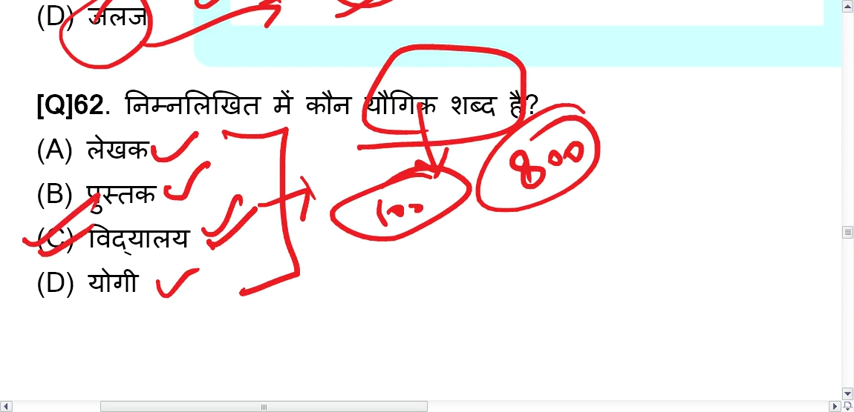 (D) जलज
[Q]62. निम्नलिखित में कौन यौगिक शब्द है?
(A) लेखक
(B) पुस्तक
(C) विद्यालय
(D) योगी
100
800